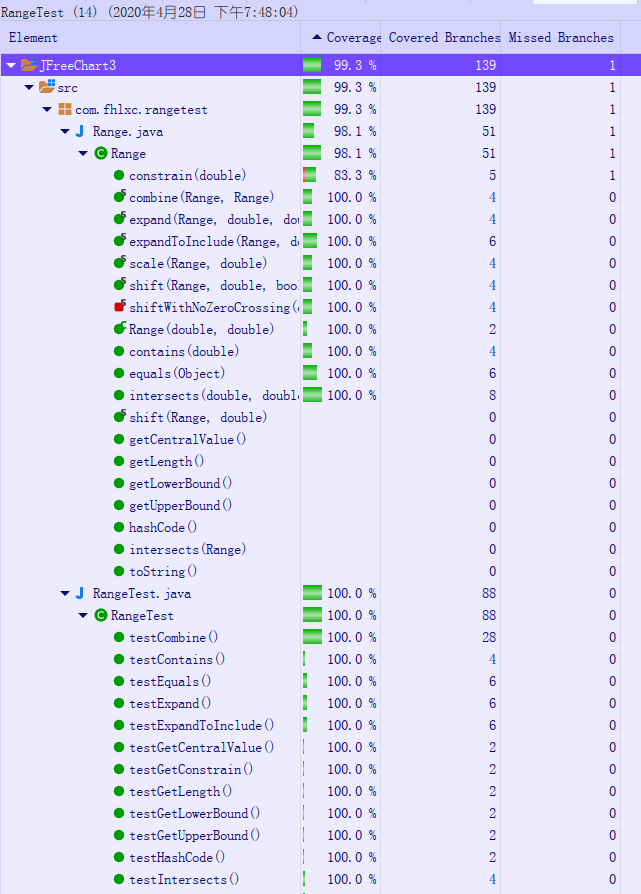 RangeTest (14) (2020年4月28日 下午7:48:04)
Element Coverage Covered Branches Missed Branches
JFreeChart3 99.3 % 139 1
src 99.3 % 139 1
com.fhlxc.rangetest 99.3 % 139 1
Range.java 98.1 % 51 1
Range 98.1 % 51 1
constrain(double) 83.3 % 5 1
combine(Range, Range) 100.0 % 4 0
expand(Range, double, dou 100.0 % 4 0
expandToInclude(Range, d 100.0 % 6 0
scale(Range, double) 100.0 % 4 0
shift(Range, double, bool 100.0 % 4 0
shiftWithNoZeroCrossing(d 100.0 % 4 0
Range(double, double) 100.0 % 2 0
contains(double) 100.0 % 4 0
equals(Object) 100.0 % 6 0
intersects(double, double 100.0 % 8 0
shift(Range, double) 0 0
getCentralValue() 0 0
getLength() 0 0
getLowerBound() 0 0
getUpperBound() 0 0
hashCode() 0 0
intersects(Range) 0 0
toString() 0 0
RangeTest.java 100.0 % 88 0
RangeTest 100.0 % 88 0
testCombine() 100.0 % 28 0
testContains() 100.0 % 4 0
testEquals() 100.0 % 6 0
testExpand() 100.0 % 6 0
testExpandToInclude() 100.0 % 6 0
testGetCentralValue() 100.0 % 2 0
testGetConstrain() 100.0 % 2 0
testGetLength() 100.0 % 2 0
testGetLowerBound() 100.0 % 2 0
testGetUpperBound() 100.0 % 2 0
testHashCode() 100.0 % 2 0
testIntersects() 100.0 % 4 0